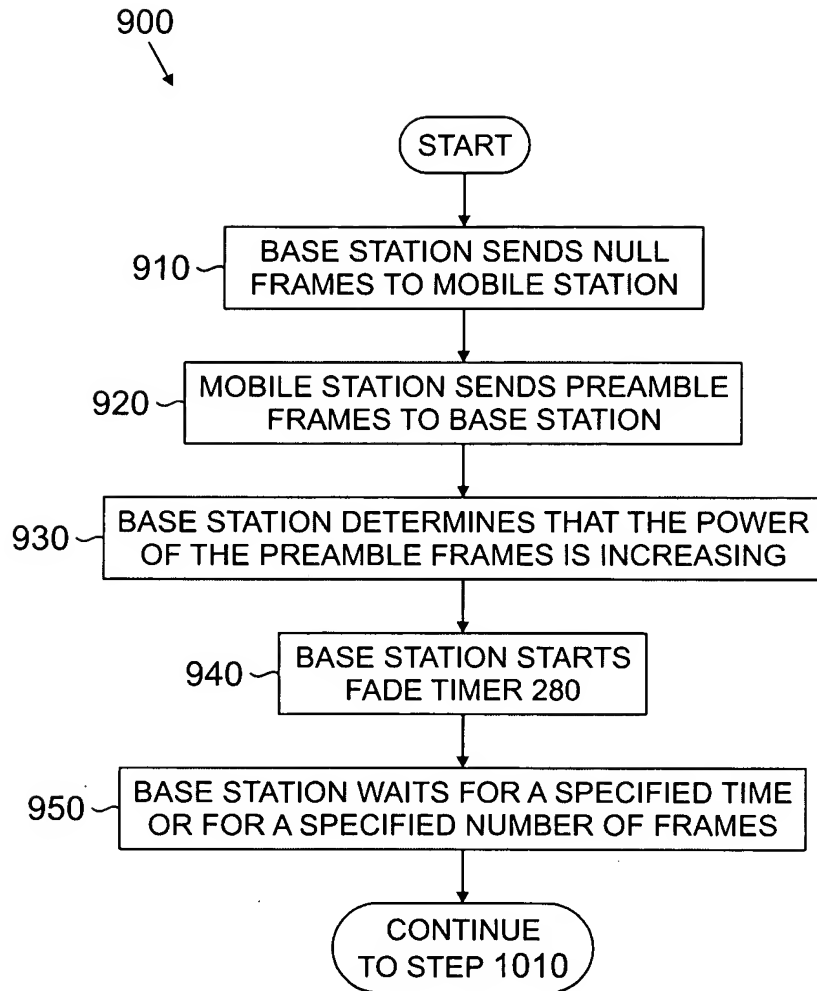 900
START
910
BASE STATION SENDS NULL
FRAMES TO MOBILE STATION
920
MOBILE STATION SENDS PREAMBLE
FRAMES TO BASE STATION
930
BASE STATION DETERMINES THAT THE POWER
OF THE PREAMBLE FRAMES IS INCREASING
940
BASE STATION STARTS
FADE TIMER 280
950
BASE STATION WAITS FOR A SPECIFIED TIME
OR FOR A SPECIFIED NUMBER OF FRAMES
CONTINUE
TO STEP 1010